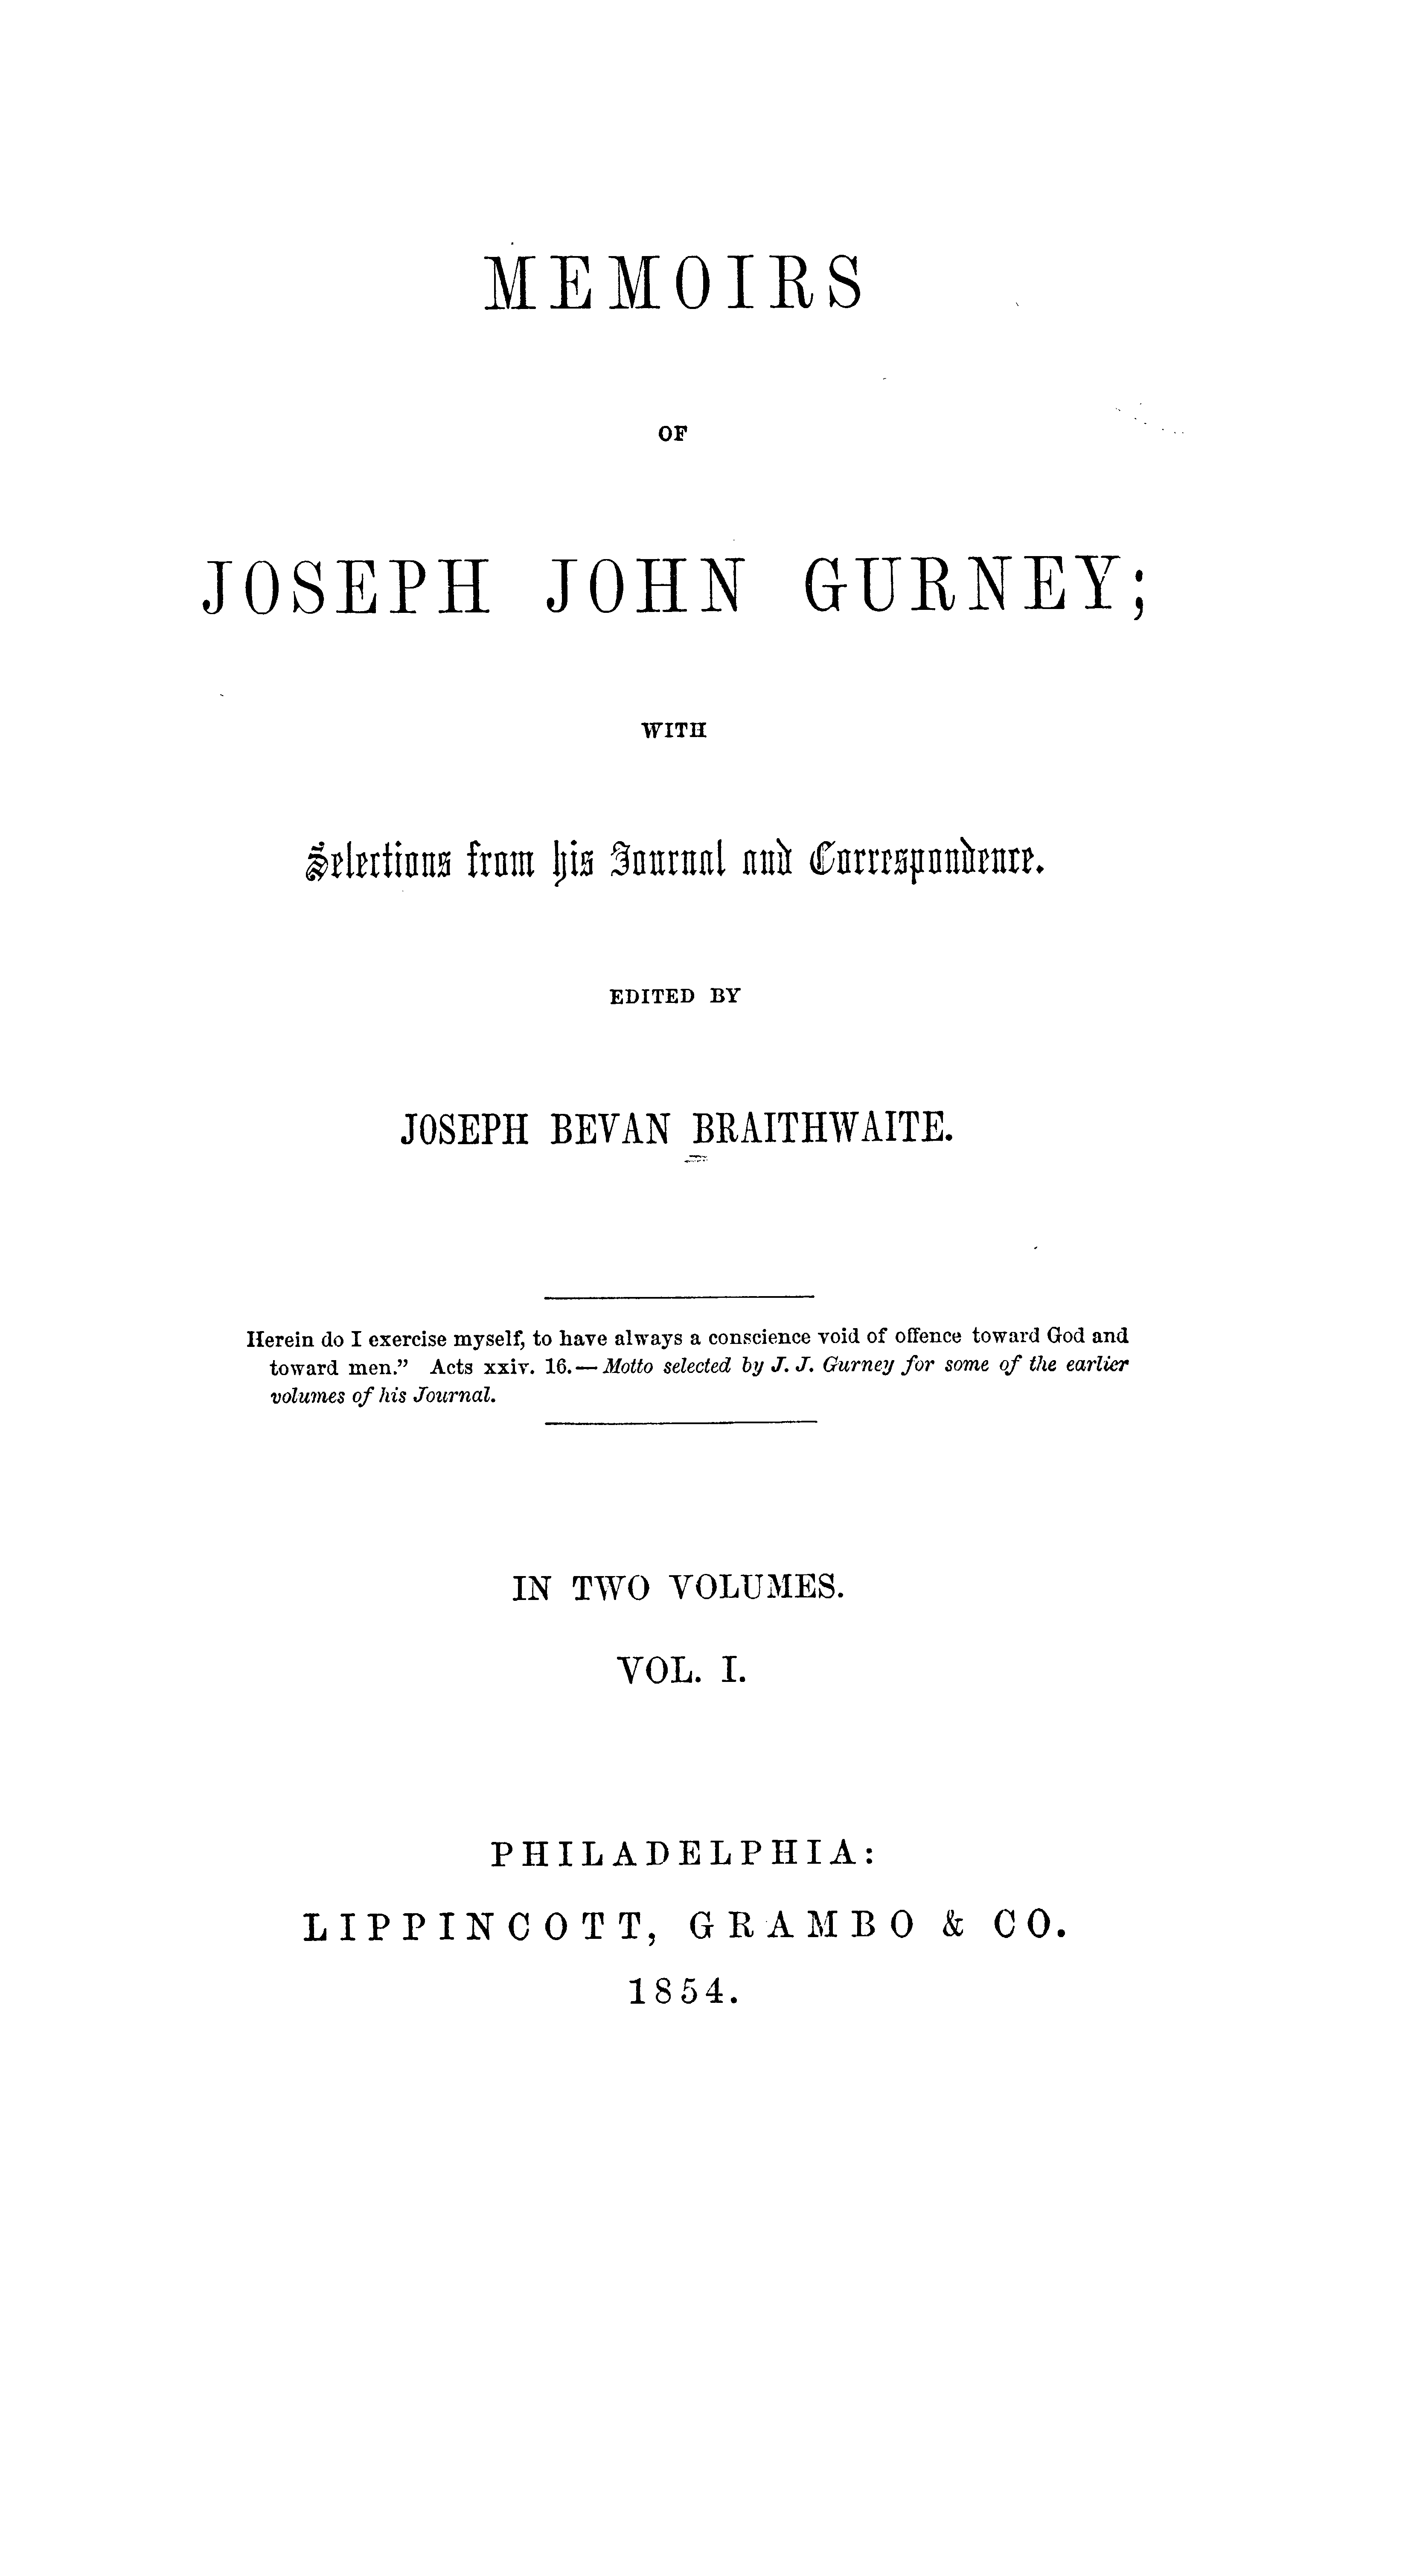 MEMOIRS
OF
JOSEPH JOHN GURNEY;
WITH
Selections from his Journal and Correspondence.
EDITED BY
JOSEPH BEVAN BRAITHWAITE.
Herein do I exercise myself, to have always a conscience void of offence toward God and
toward men.” Acts xxiv. 16.—Motto selected by J. J. Gurney for some of the earlier
volumes of his Journal.
IN TWO VOLUMES.
VOL. I.
PHILADELPHIA:
LIPPINCOTT, GRAMBO & CO.
1854.